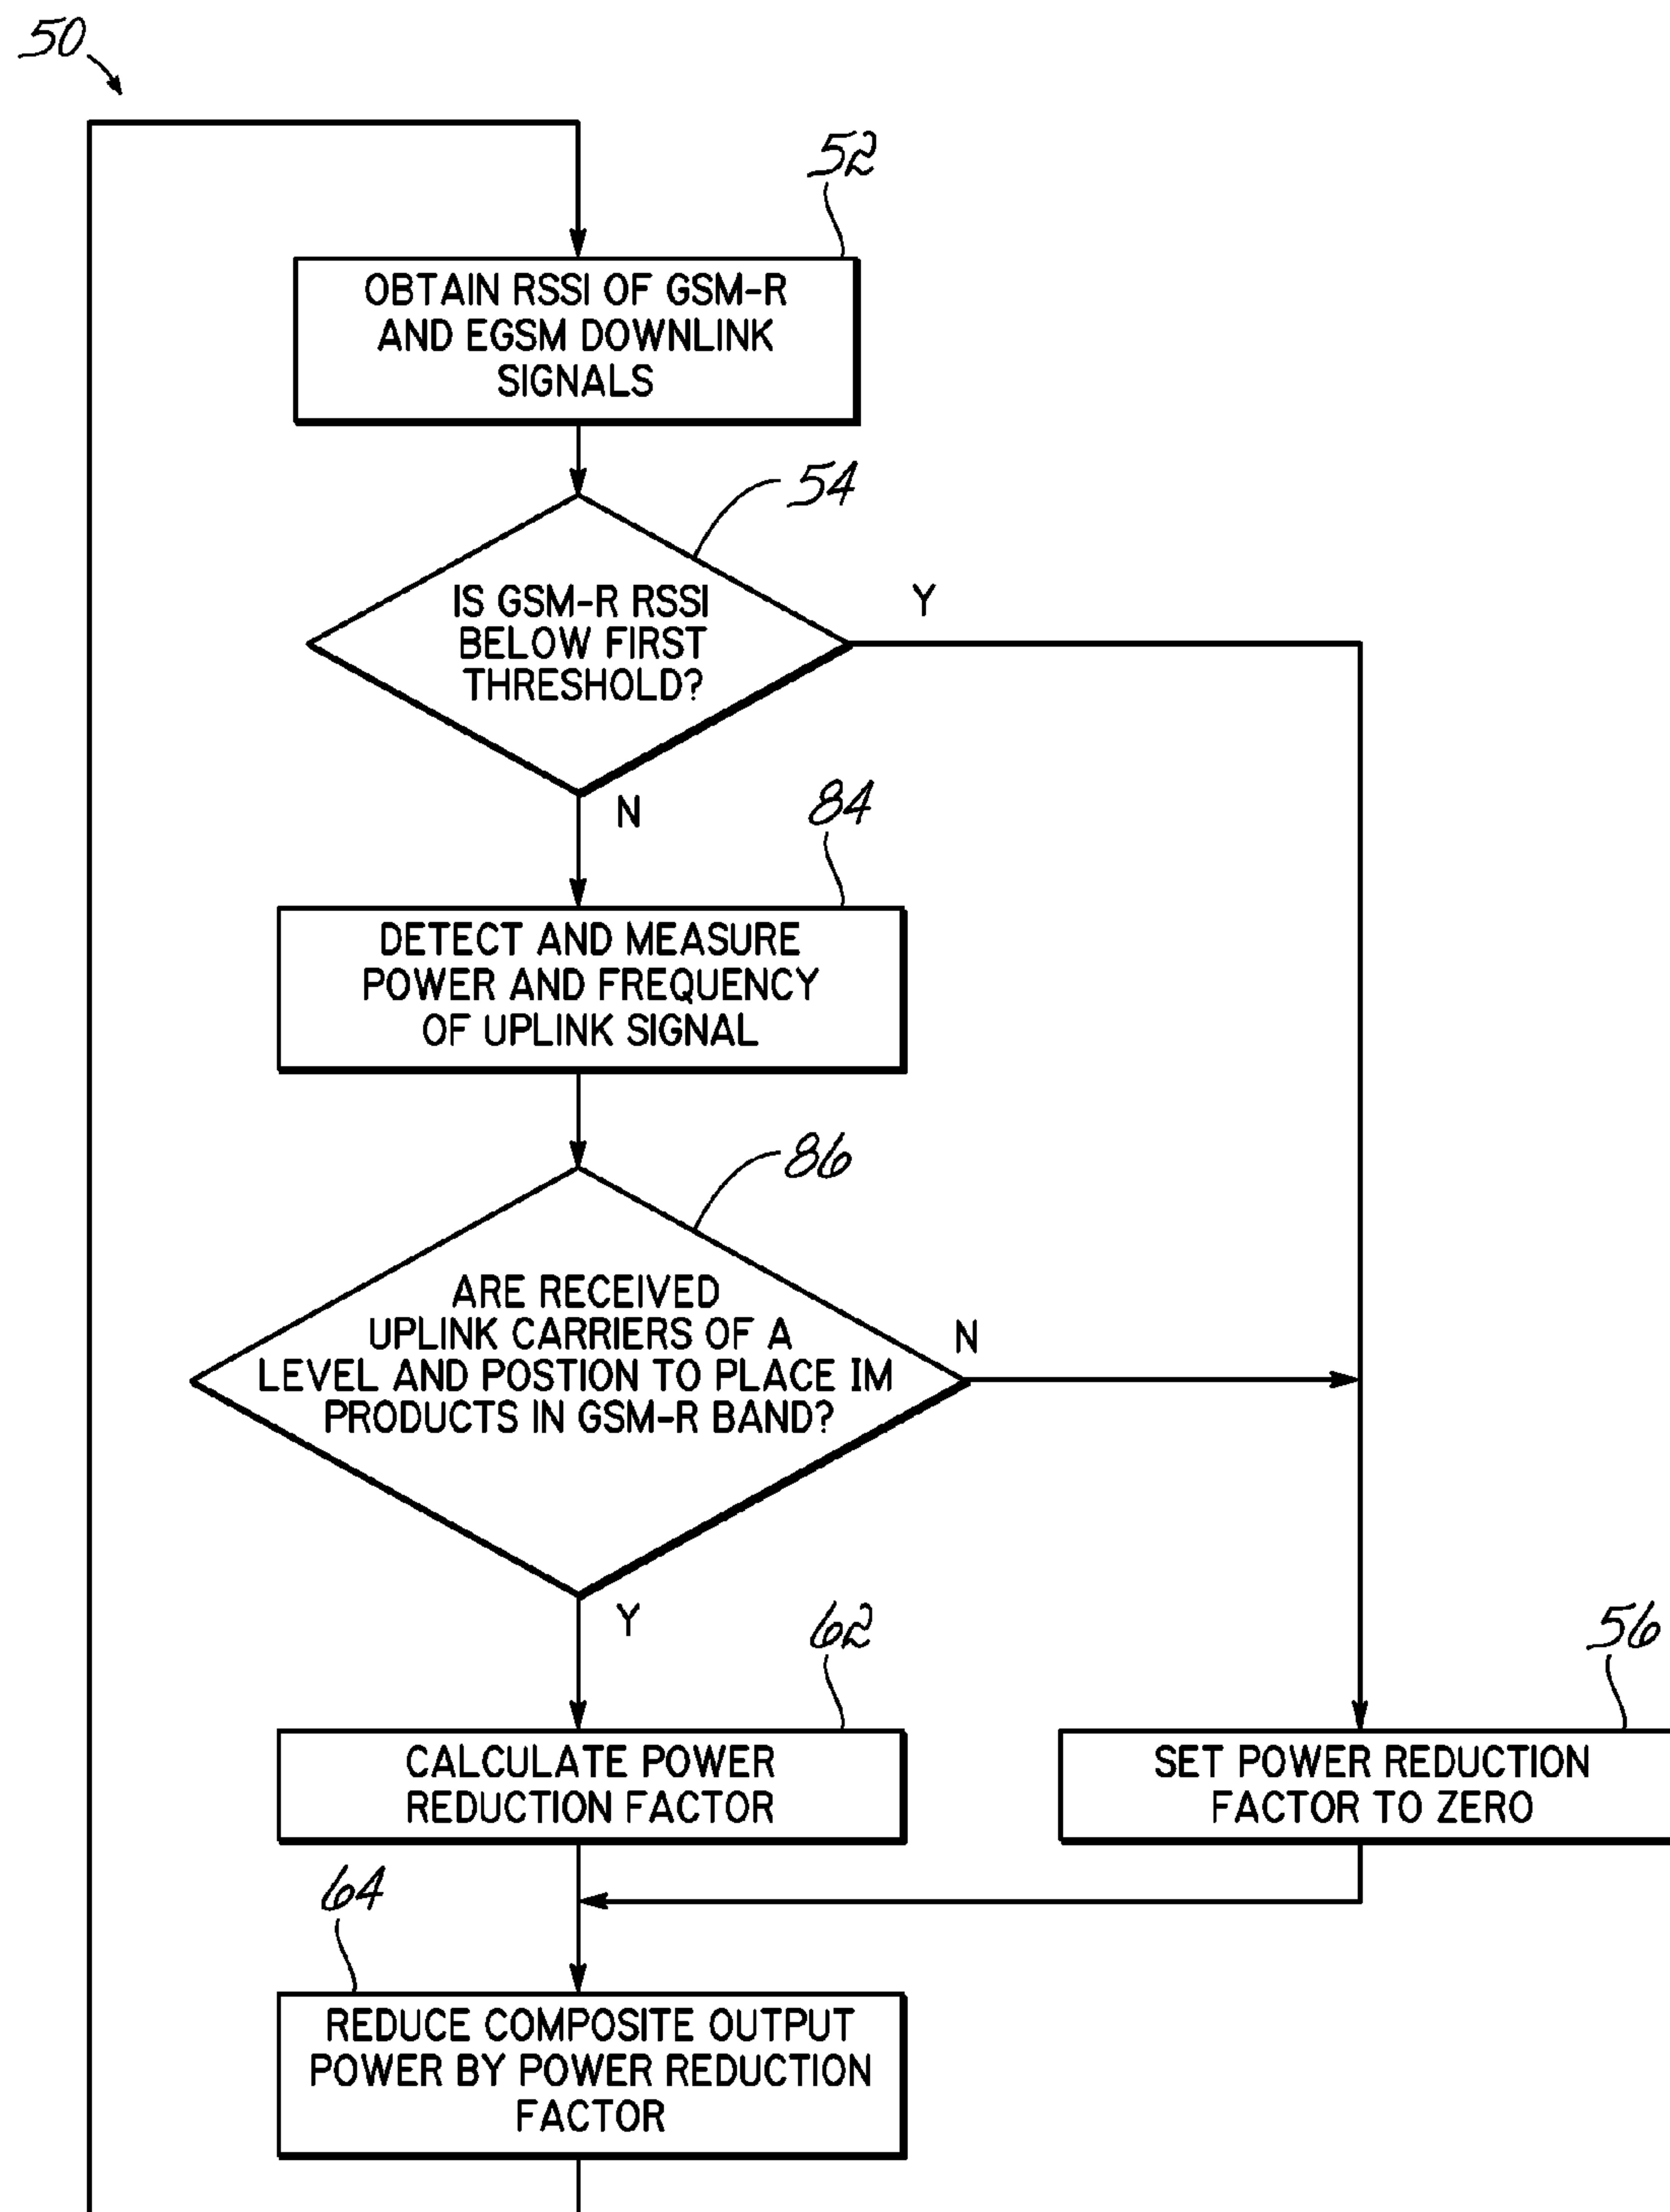 50
52
OBTAIN RSSI OF GSM-R
AND EGSM DOWNLINK
SIGNALS
54
IS GSM-R RSSI
BELOW FIRST
THRESHOLD?
Y
N
84
DETECT AND MEASURE
POWER AND FREQUENCY
OF UPLINK SIGNAL
86
ARE RECEIVED
UPLINK CARRIERS OF A
LEVEL AND POSTION TO PLACE IM
PRODUCTS IN GSM-R BAND?
N
Y
62
CALCULATE POWER
REDUCTION FACTOR
56
SET POWER REDUCTION
FACTOR TO ZERO
64
REDUCE COMPOSITE OUTPUT
POWER BY POWER REDUCTION
FACTOR